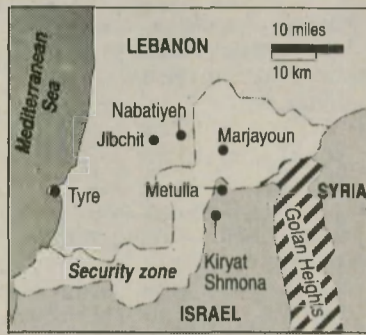 LEBANON
10 miles
10 km
Mediterranean
Sea
Nabatiyeh
Jibchit
Marjayoun
Tyre
Metulla
SYRIA
Golan Heights
Security zone
Kiryat
Shmona
ISRAEL